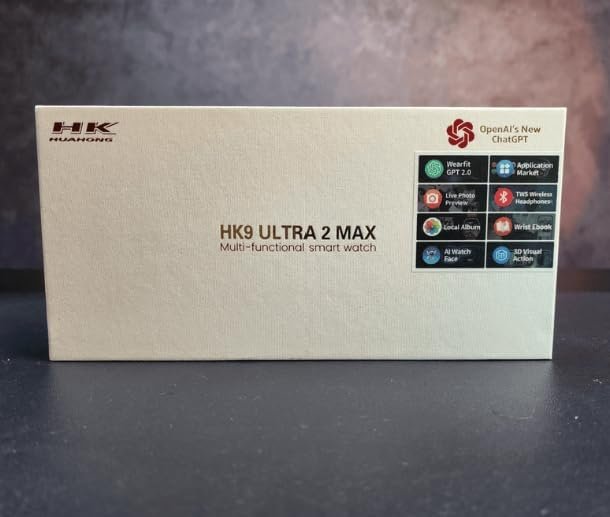 HK
HUAHONG
OpenAI's New
ChatGPT
Wearfit
GPT 2.0
Application
Market
Live Photo
Preview
TWS Wireless
Headphones
Local Album
Wrist Ebook
AI Watch
Face
3D Visual
Action
HK9 ULTRA 2 MAX
Multi-functional smart watch